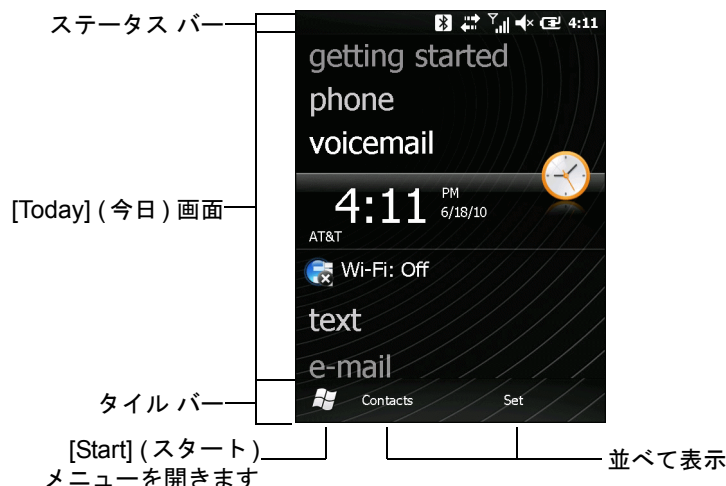 ステータス バー
4:11
getting started
phone
voicemail
[Today] (今日) 画面
4:11 PM
6/18/10
AT&T
Wi-Fi: Off
text
e-mail
タイル バー
Contacts Set
[Start] (スタート)
メニューを開きます
並べて表示